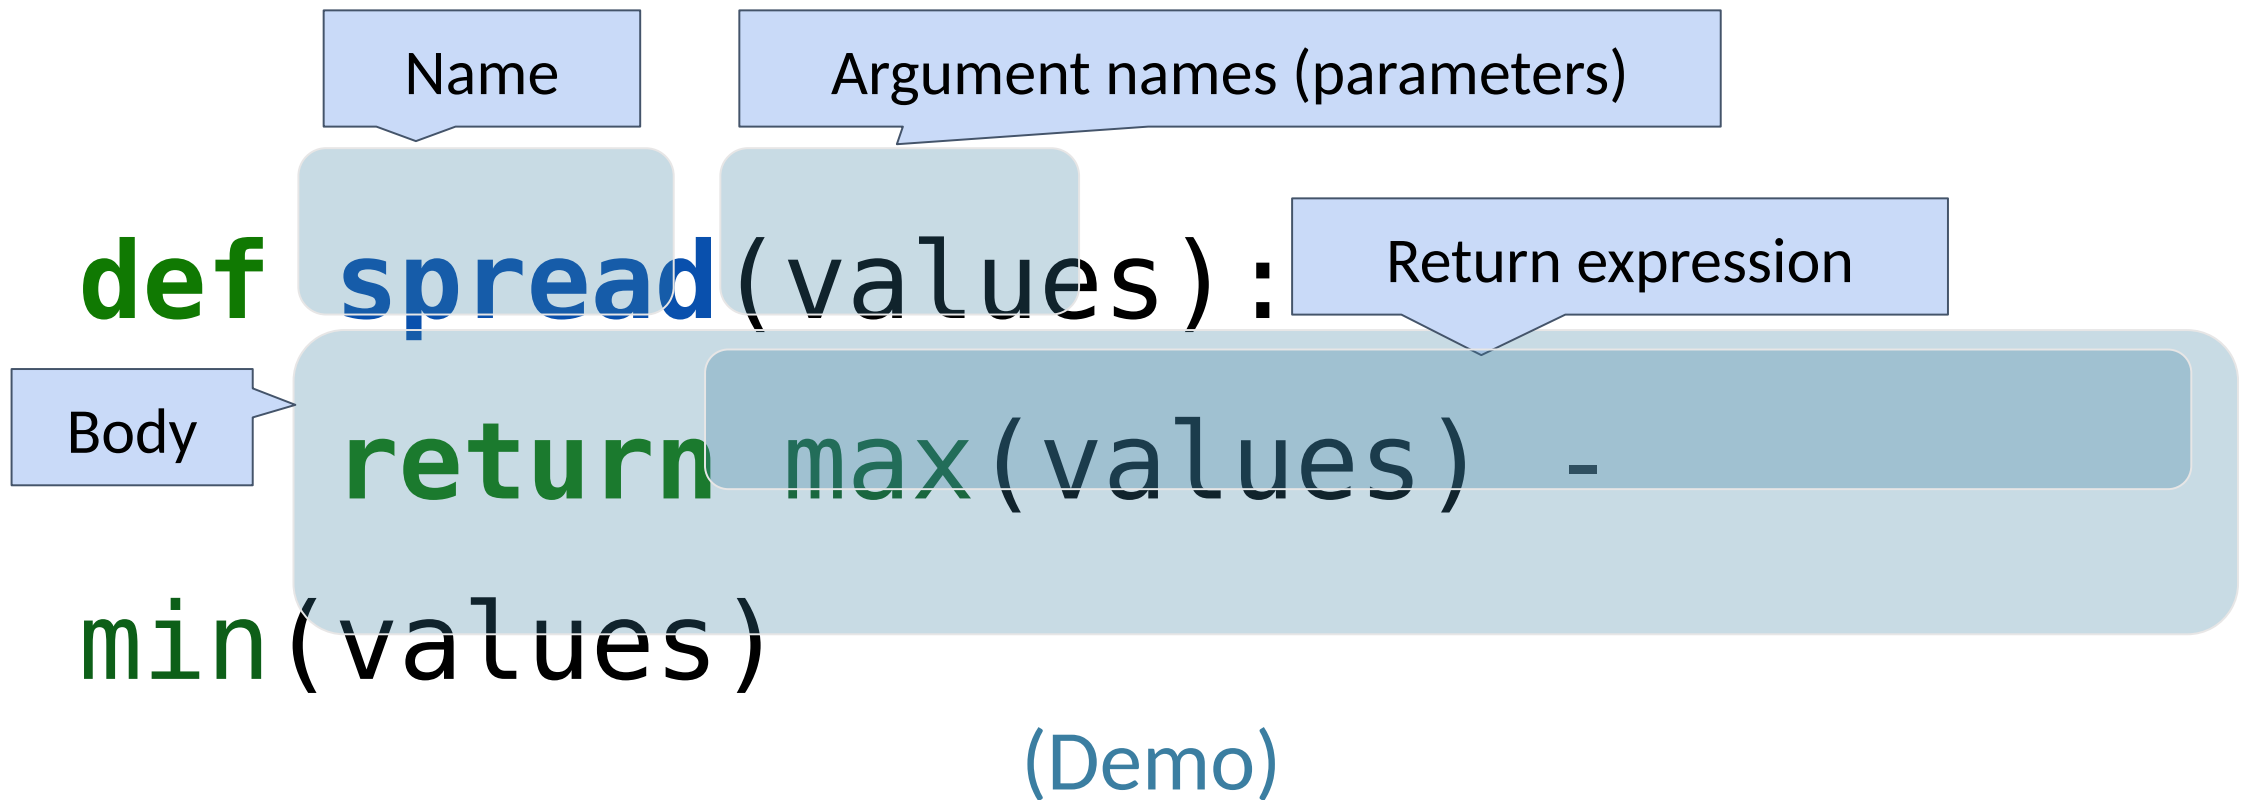 Name
Argument names (parameters)
def spread(values):
Return expression
Body
return max(values) -
min(values)
(Demo)